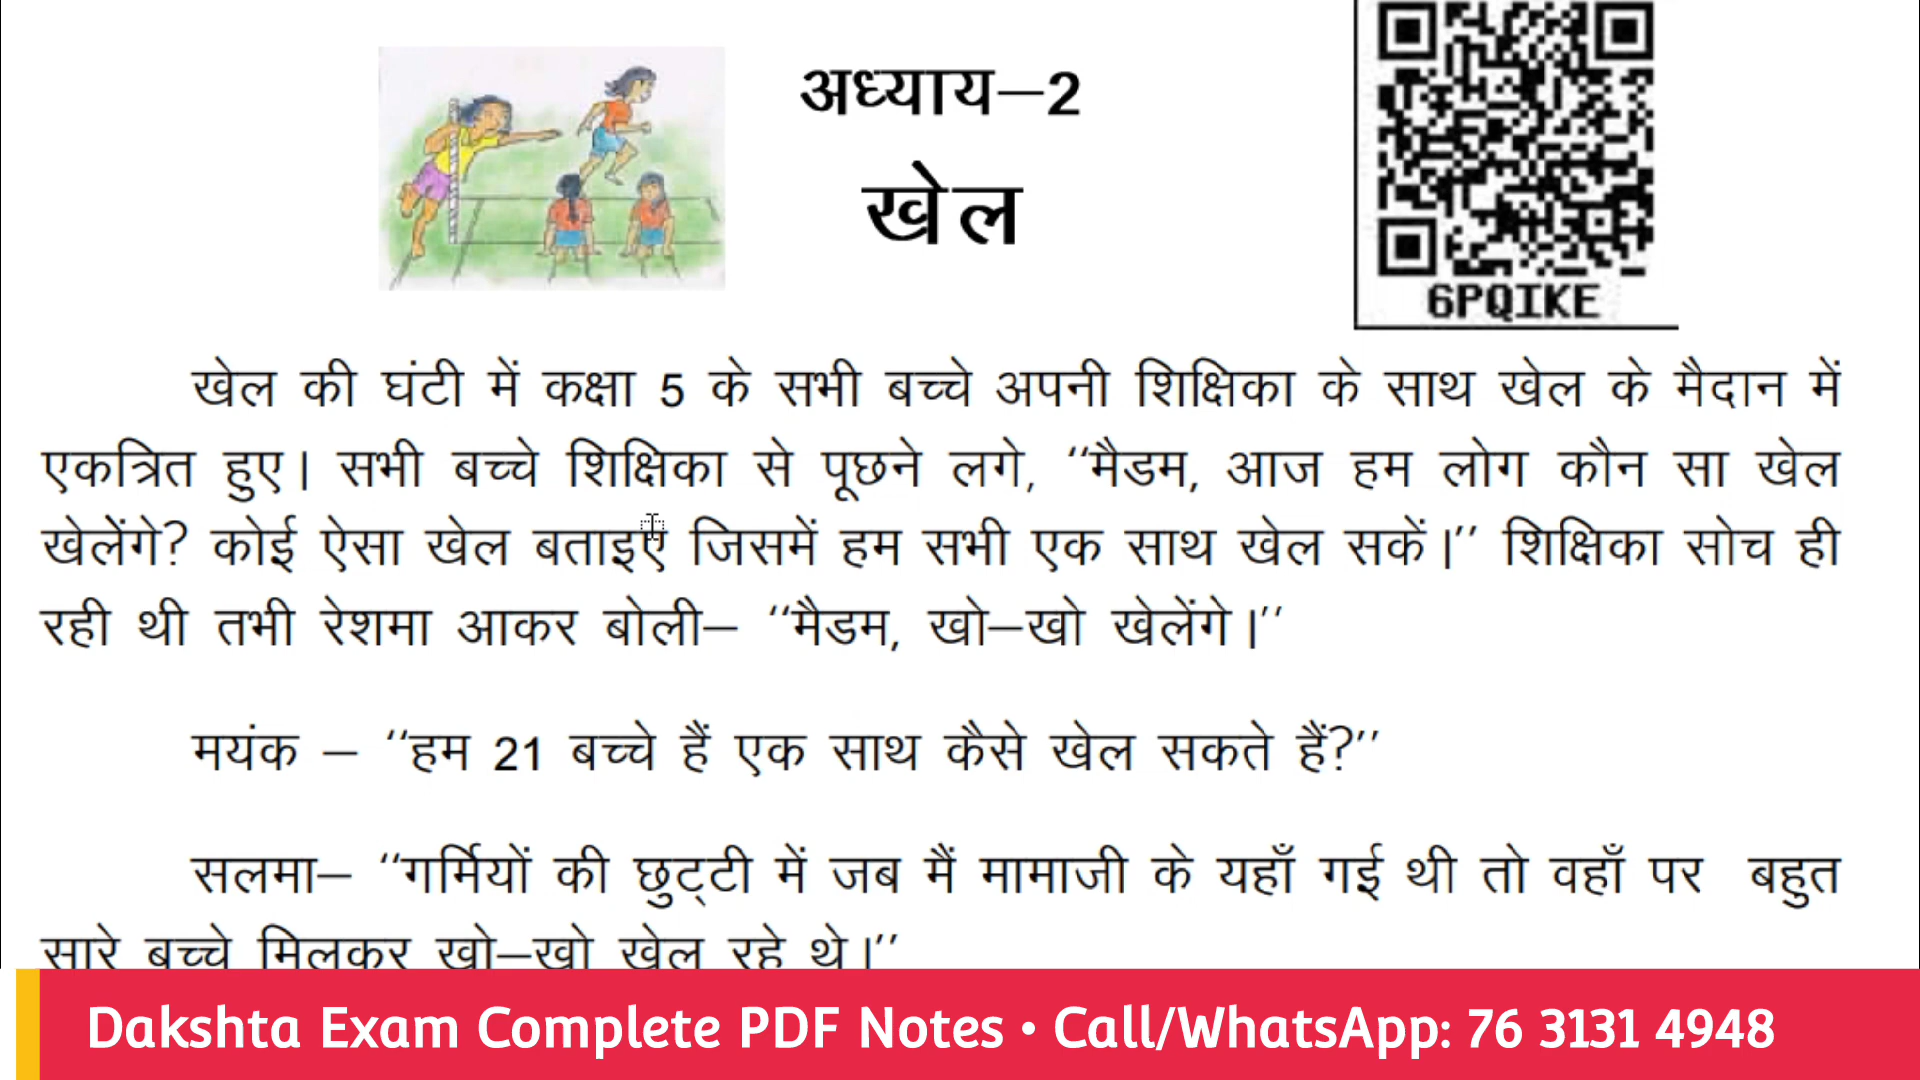 अध्याय–2
खेल
6PQIKE
खेल की घंटी में कक्षा 5 के सभी बच्चे अपनी शिक्षिका के साथ खेल के मैदान में
एकत्रित हुए। सभी बच्चे शिक्षिका से पूछने लगे, ‘‘मैडम, आज हम लोग कौन सा खेल
खेलेंगे? कोई ऐसा खेल बताइए जिसमें हम सभी एक साथ खेल सकें।’’ शिक्षिका सोच ही
रही थी तभी रेशमा आकर बोली– ‘‘मैडम, खो–खो खेलेंगे।’’
मयंक – ‘‘हम 21 बच्चे हैं एक साथ कैसे खेल सकते हैं?’’
सलमा– ‘‘गर्मियों की छुट्टी में जब मैं मामाजी के यहाँ गई थी तो वहाँ पर बहुत
सारे बच्चे मिलकर खो–खो खेल रहे थे।’’
Dakshta Exam Complete PDF Notes • Call/WhatsApp: 76 3131 4948